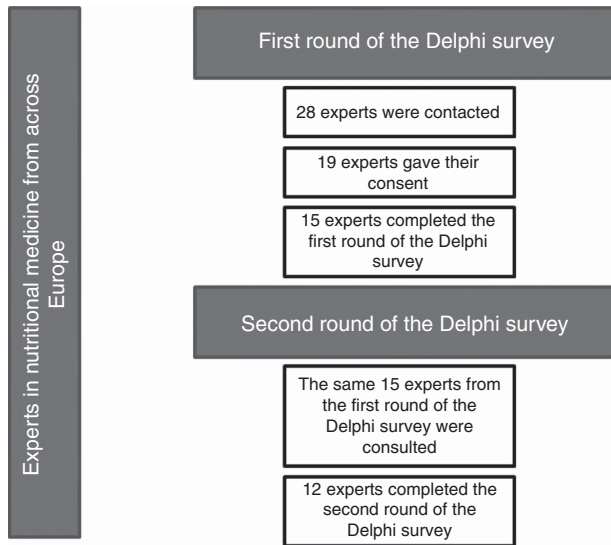 Experts in nutritional medicine from across
Europe
First round of the Delphi survey
28 experts were contacted
19 experts gave their
consent
15 experts completed the
first round of the Delphi
survey
Second round of the Delphi survey
The same 15 experts from
the first round of the
Delphi survey were
consulted
12 experts completed the
second round of the
Delphi survey